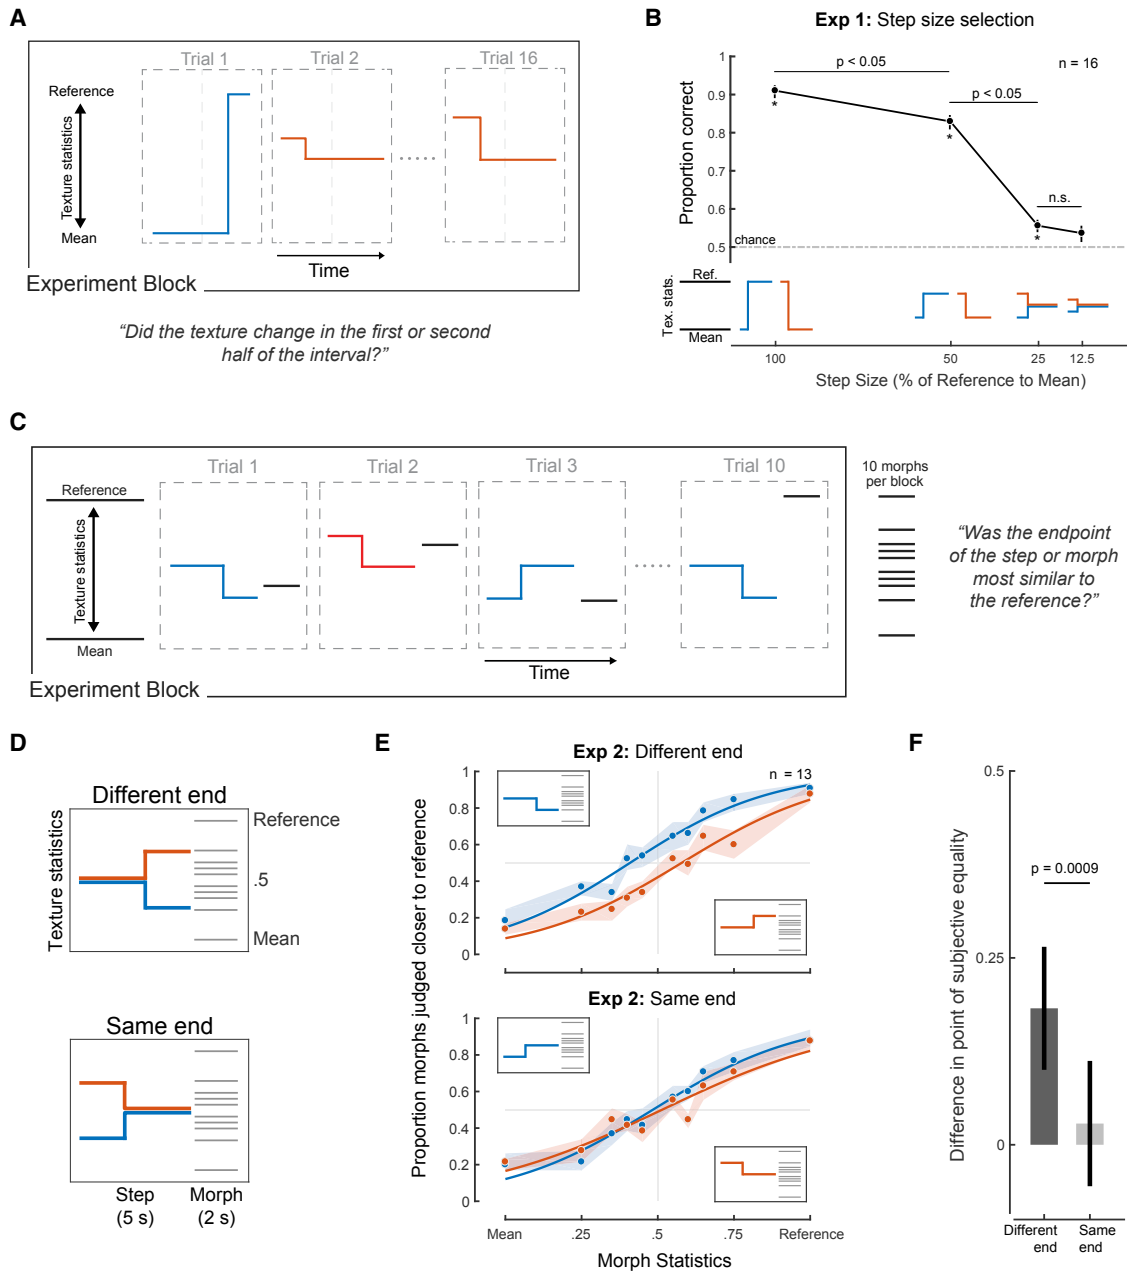 A
Trial 1
Trial 2
Trial 16
Reference
Texture statistics
Mean
Time
Experiment Block
“Did the texture change in the first or second
half of the interval?”
B
Exp 1: Step size selection
n = 16
p < 0.05
p < 0.05
n.s.
Proportion correct
1
0.9
0.8
0.7
0.6
0.5
chance
*
*
*
Tex. stats.
Ref.
Mean
100
50
25
12.5
Step Size (% of Reference to Mean)
C
Trial 1
Trial 2
Trial 3
Trial 10
Reference
Texture statistics
Mean
Time
Experiment Block
10 morphs
per block
“Was the endpoint
of the step or morph
most similar to
the reference?”
D
Different end
Texture statistics
Reference
.5
Mean
Same end
Step
(5 s)
Morph
(2 s)
E
Exp 2: Different end
n = 13
Proportion morphs judged closer to reference
1
0.8
0.6
0.4
0.2
0
Exp 2: Same end
1
0.8
0.6
0.4
0.2
0
Mean
.25
.5
.75
Reference
Morph Statistics
F
Difference in point of subjective equality
0.5
0.25
0
p = 0.0009
Different
end
Same
end